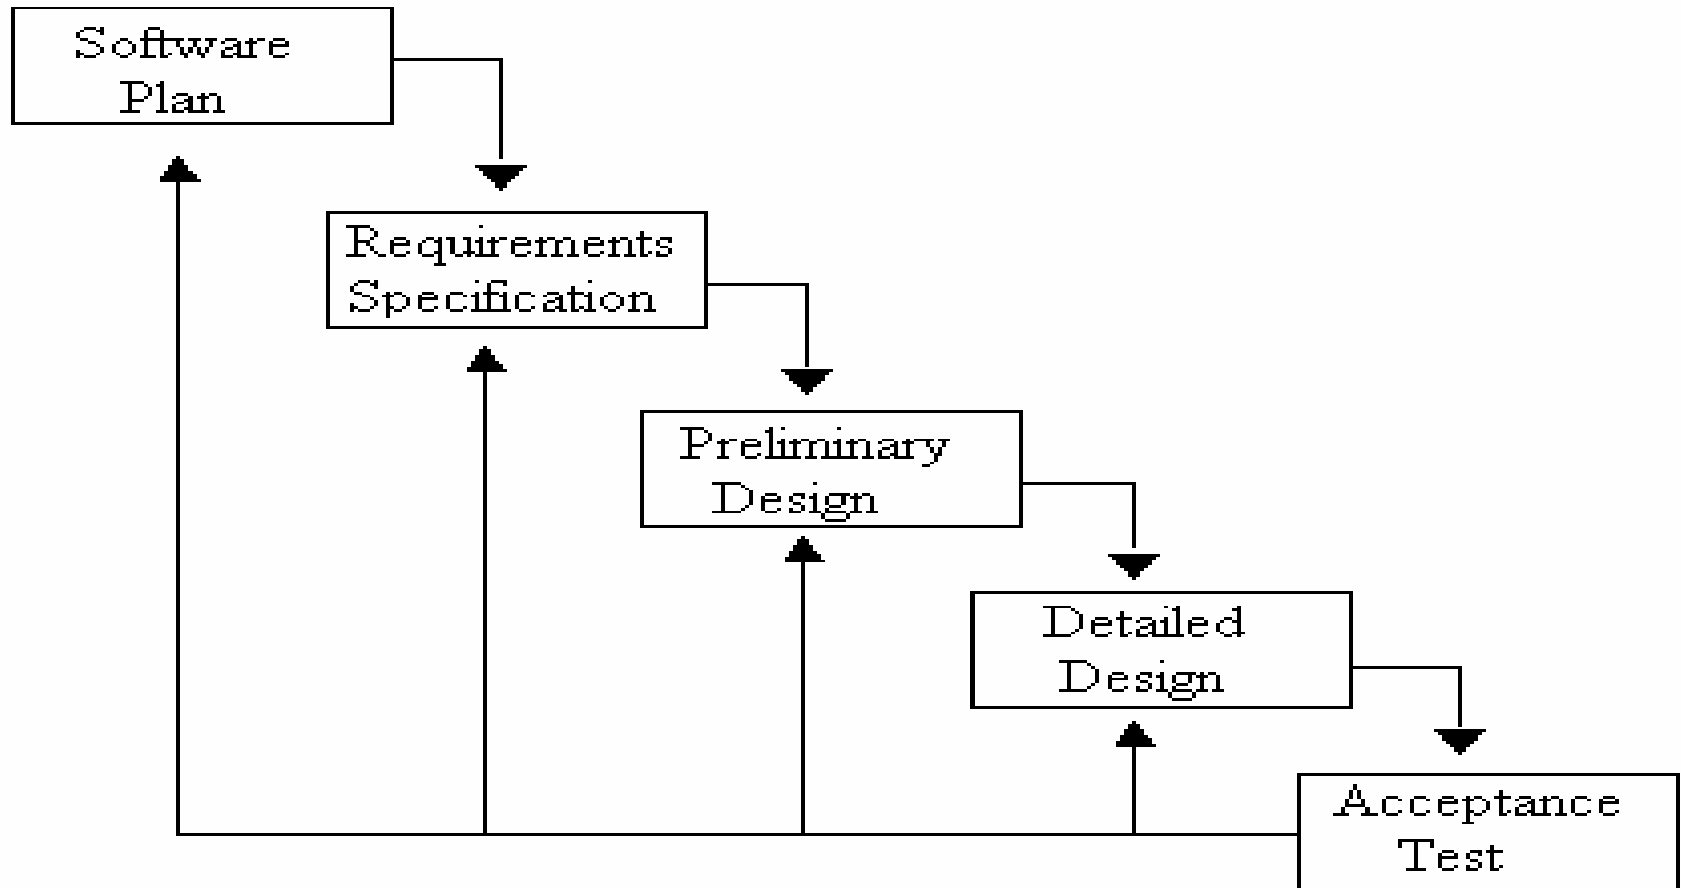 Software
Plan
Requirements
Specification
Preliminary
Design
Detailed
Design
Acceptance
Test